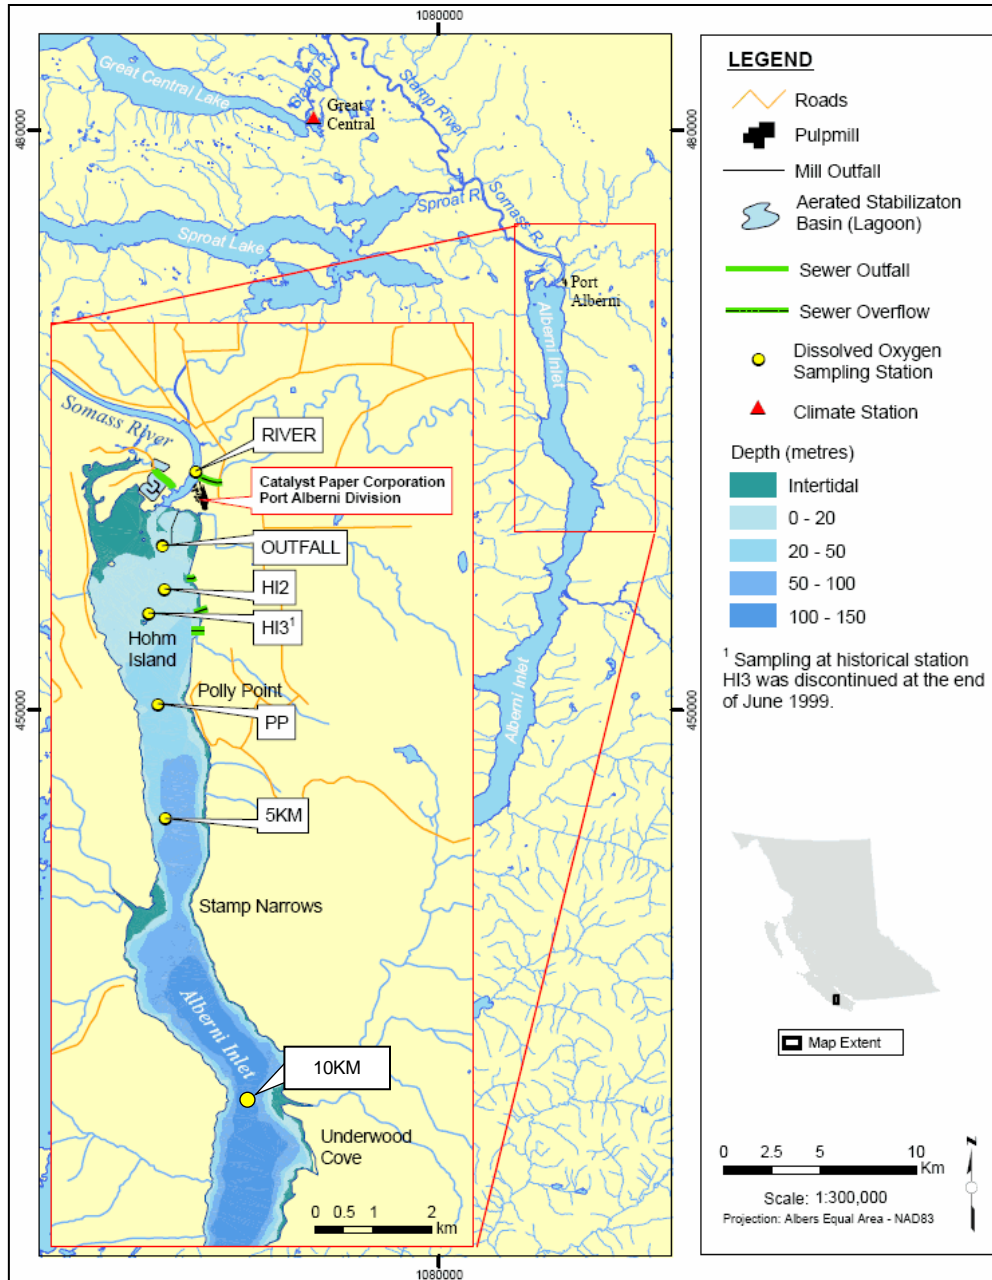 1080000
480000
480000
450000
450000
1080000
Great Central Lake
Stamp R.
Great
Central
Stamp River
Sproat R.
Somass R.
Sproat Lake
Port
Alberni
Alberni Inlet
Alberni Inlet
Somass River
RIVER
Catalyst Paper Corporation
Port Alberni Division
OUTFALL
HI2
HI3¹
Hohm
Island
Polly Point
PP
5KM
Stamp Narrows
Alberni Inlet
10KM
Underwood
Cove
0 0.5 1 2
km
LEGEND
Roads
Pulpmill
Mill Outfall
Aerated Stabilizaton
Basin (Lagoon)
Sewer Outfall
Sewer Overflow
Dissolved Oxygen
Sampling Station
Climate Station
Depth (metres)
Intertidal
0 - 20
20 - 50
50 - 100
100 - 150
¹ Sampling at historical station
HI3 was discontinued at the end
of June 1999.
Map Extent
0 2.5 5 10
Km
Scale: 1:300,000
Projection: Albers Equal Area - NAD83
N